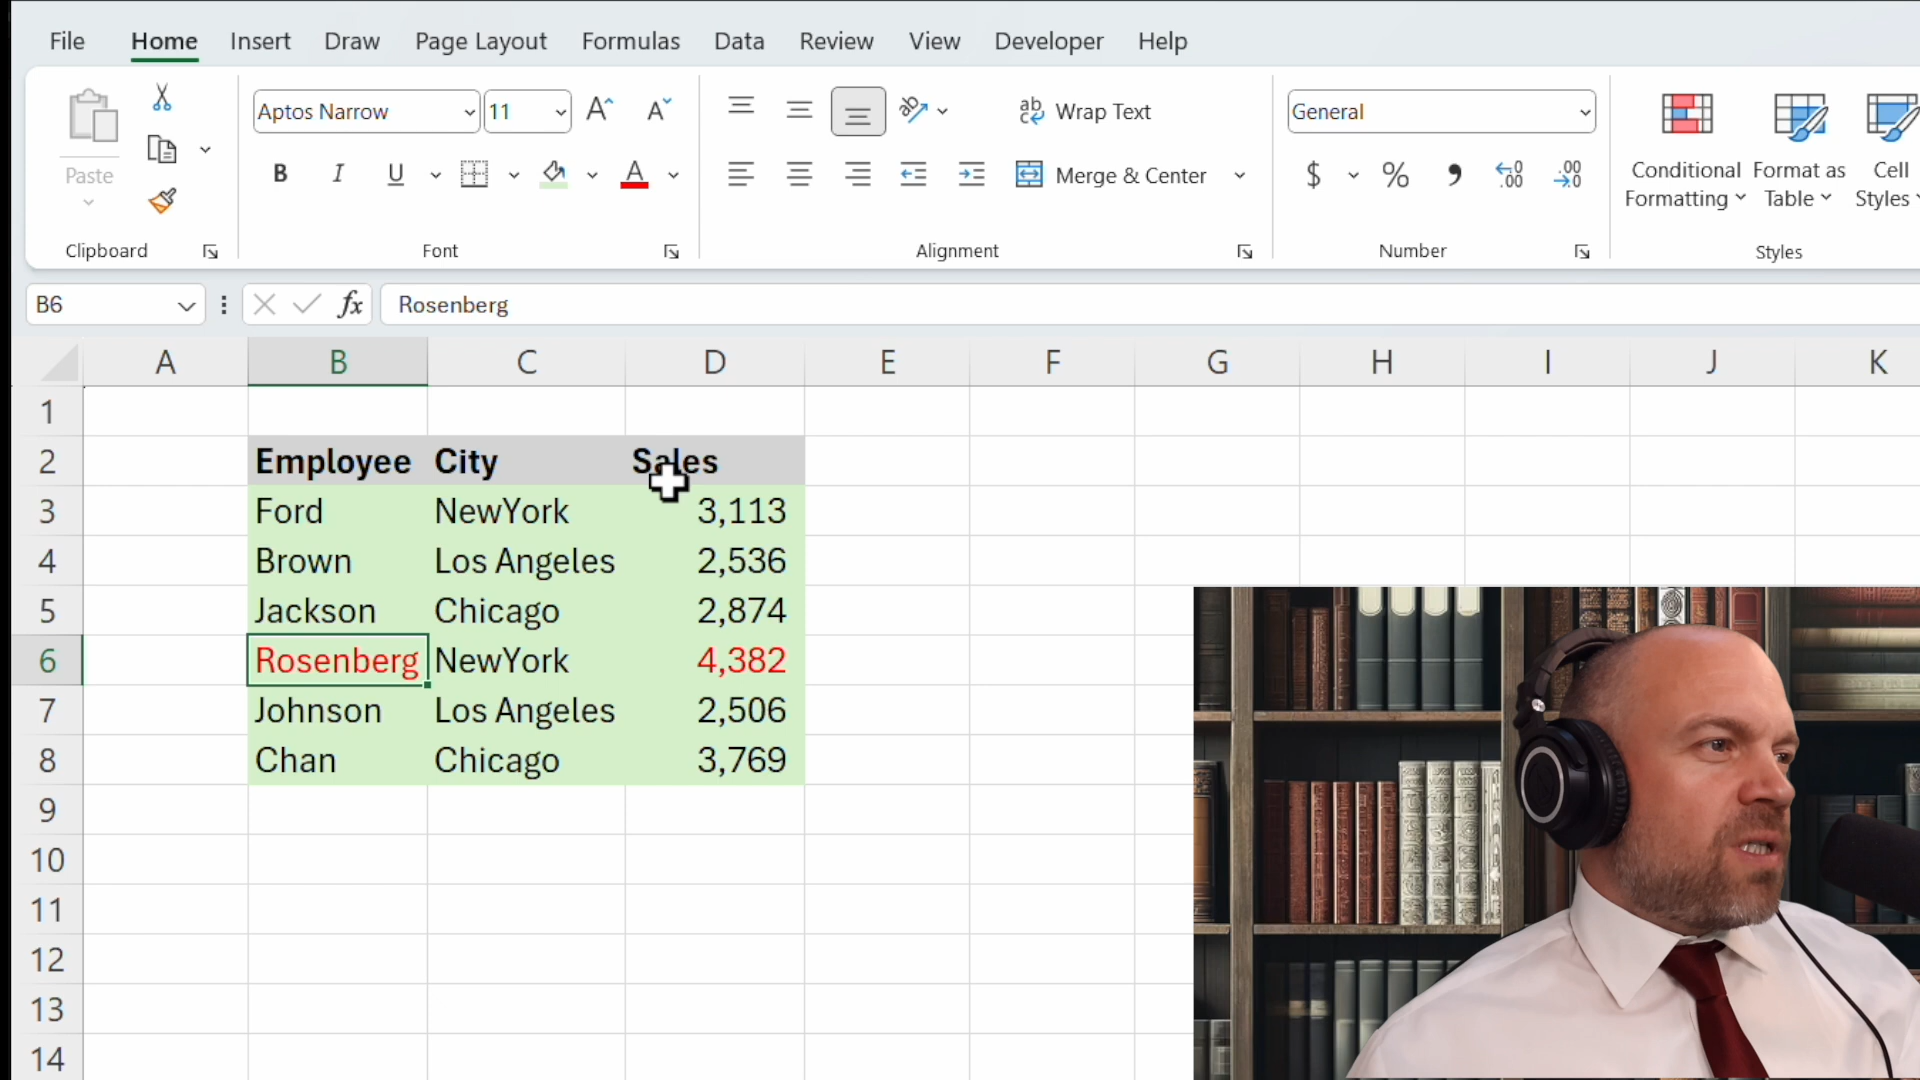 File Home Insert Draw Page Layout Formulas Data Review View Developer Help
Aptos Narrow 11 A A Wrap Text General
Paste B I U A Merge & Center $ % , .00 .00 Conditional Formatting Format as Table Cell Styles
Clipboard Font Alignment Number Styles
B6 fx Rosenberg
A B C D E F G H I J K
1
2 Employee City Sales
3 Ford NewYork 3,113
4 Brown Los Angeles 2,536
5 Jackson Chicago 2,874
6 Rosenberg NewYork 4,382
7 Johnson Los Angeles 2,506
8 Chan Chicago 3,769
9
10
11
12
13
14